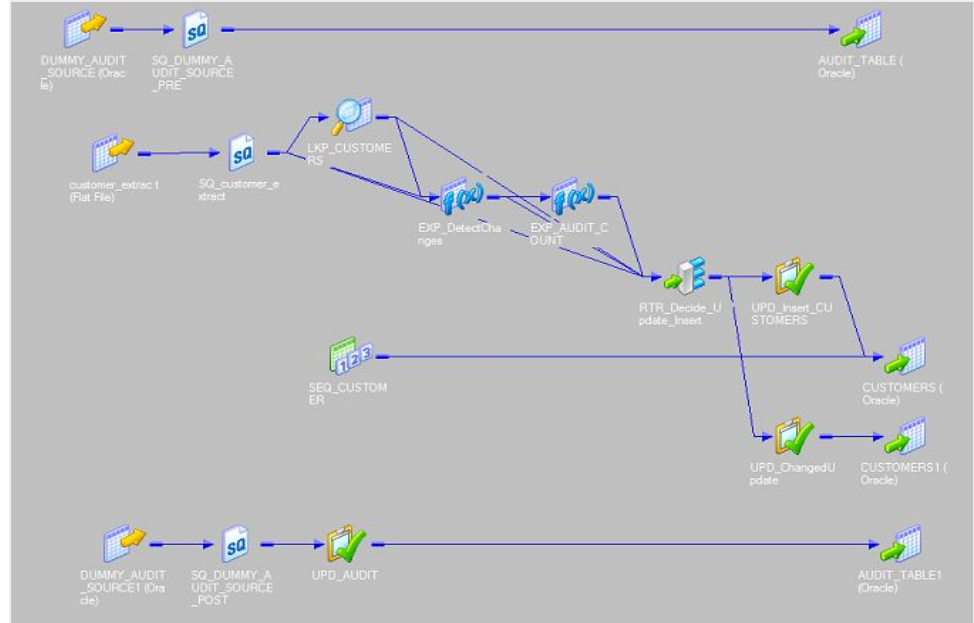 DUMMY_AUDIT
_SOURCE (Orac
le)
SQ_DUMMY_A
UDIT_SOURCE
_PRE
AUDIT_TABLE (
Oracle)
LKP_CUSTOME
RS
customer_extrac t
(Flat File)
SQ_customer_e
xtract
EXP_DetectCha
nges
EXP_AUDIT_C
OUNT
RTR_Decide_U
pdate_Insert
UPD_Insert_CU
STOMERS
SEQ_CUSTOM
ER
CUSTOMERS (
Oracle)
UPD_ChangedU
pdate
CUSTOMERS1 (
Oracle)
DUMMY_AUDIT
_SOURCE1 (Ora
cle)
SQ_DUMMY_A
UDIT_SOURCE
_POST
UPD_AUDIT
AUDIT_TABLE1
(Oracle)